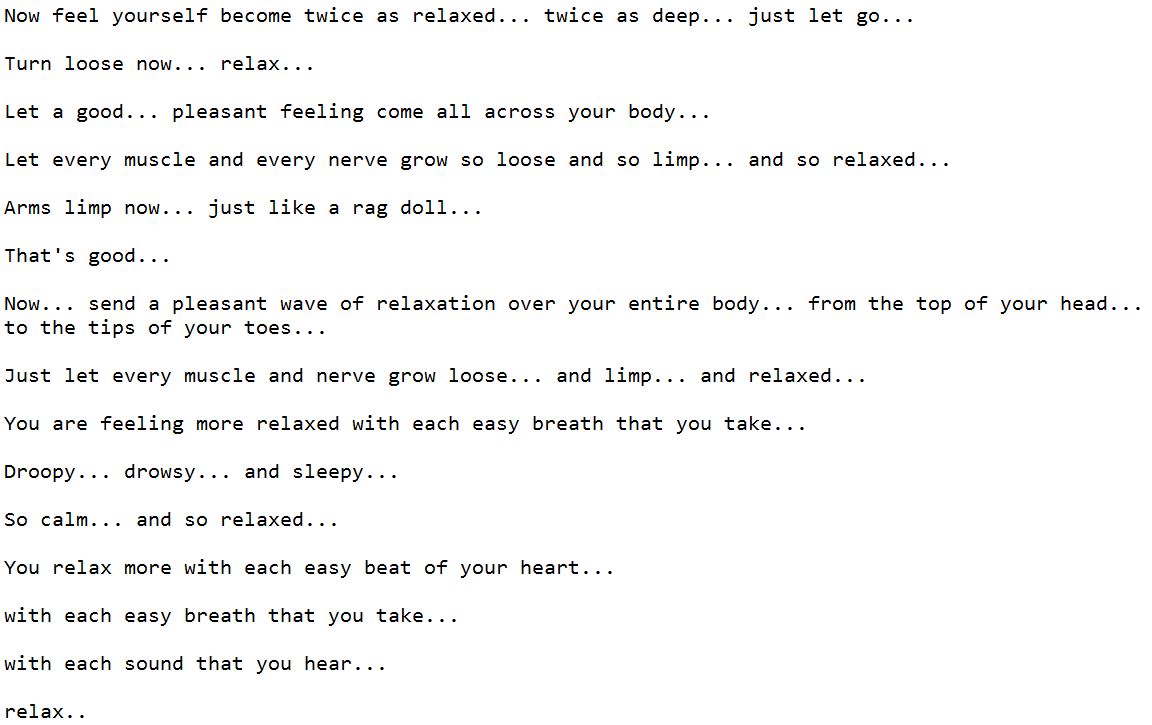 Now feel yourself become twice as relaxed... twice as deep... just let go...
Turn loose now... relax...
Let a good... pleasant feeling come all across your body...
Let every muscle and every nerve grow so loose and so limp... and so relaxed...
Arms limp now... just like a rag doll...
That's good...
Now... send a pleasant wave of relaxation over your entire body... from the top of your head...
to the tips of your toes...
Just let every muscle and nerve grow loose... and limp... and relaxed...
You are feeling more relaxed with each easy breath that you take...
Droopy... drowsy... and sleepy...
So calm... and so relaxed...
You relax more with each easy beat of your heart...
with each easy breath that you take...
with each sound that you hear...
relax..